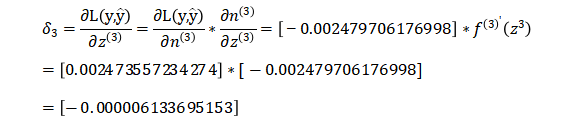 δ₃ = ∂L(y,ŷ)/∂z⁽³⁾ = ∂L(y,ŷ)/∂n⁽³⁾ * ∂n⁽³⁾/∂z⁽³⁾ = [−0.002479706176998] * f⁽³⁾'(z³)
= [0.002473557234274] * [ −0.002479706176998]
= [−0.000006133695153]